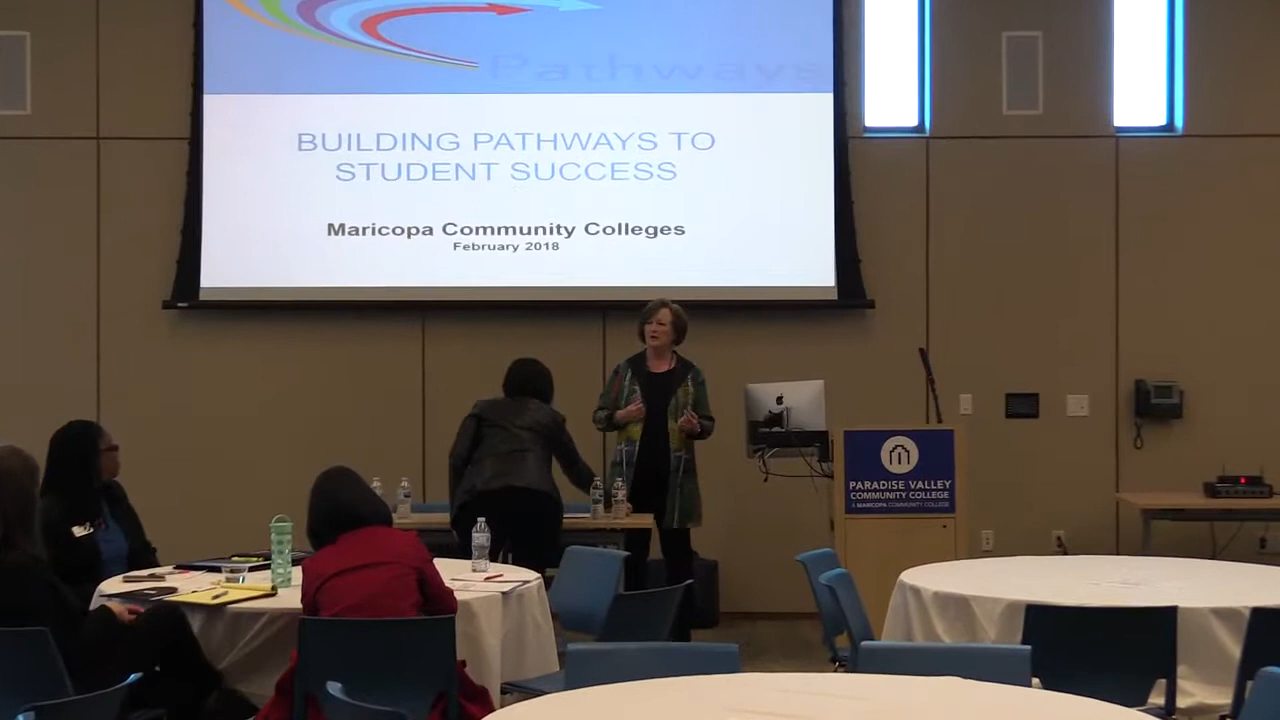 Pathways
BUILDING PATHWAYS TO
STUDENT SUCCESS
Maricopa Community Colleges
February 2018
PARADISE VALLEY
COMMUNITY COLLEGE
A MARICOPA COMMUNITY COLLEGE